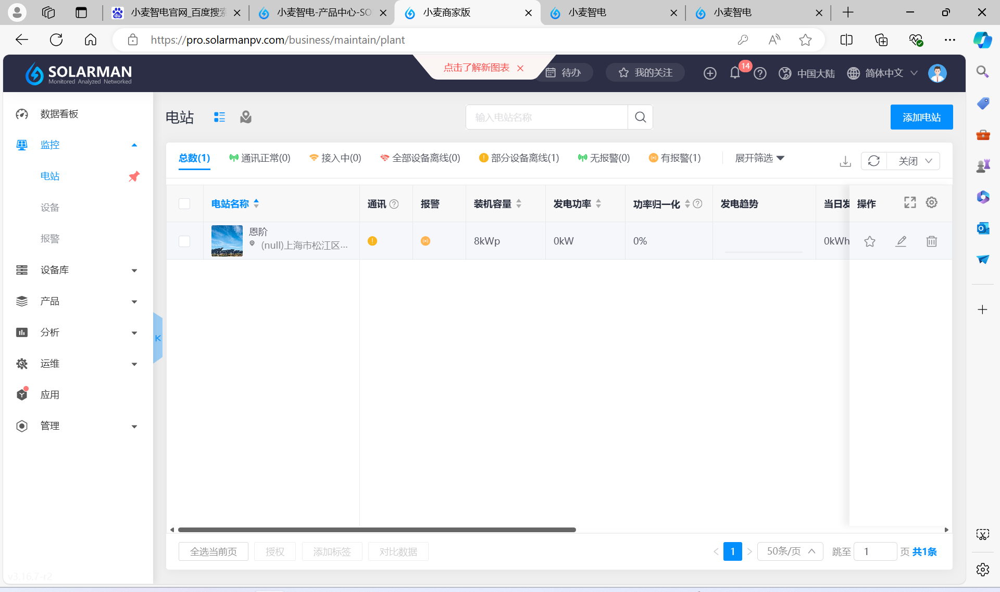 小麦智电官网_百度搜索
小麦智电-产品中心-SO
小麦商家版
小麦智电
小麦智电
https://pro.solarmanpv.com/business/maintain/plant
SOLARMAN
Monitored Analyzed Networked
点击了解新图表
待办
我的关注
14
中国大陆
简体中文
数据看板
监控
电站
设备
报警
设备库
产品
分析
运维
应用
管理
v3.16.7-r2
电站
输入电站名称
添加电站
总数(1)
通讯正常(0)
接入中(0)
全部设备离线(0)
部分设备离线(1)
无报警(0)
有报警(1)
展开筛选
关闭
电站名称
通讯
报警
装机容量
发电功率
功率归一化
发电趋势
当日发
操作
恩阶
(null)上海市松江区...
8kWp
0kW
0%
0kWh
全选当前页
授权
添加标签
对比数据
1
50条/页
跳至
1
页
共1条